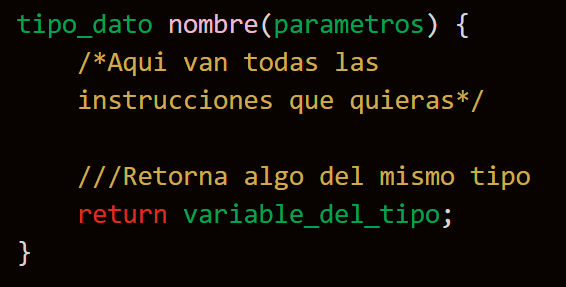 tipo_dato nombre(parametros) {
/*Aqui van todas las
instrucciones que quieras*/
///Retorna algo del mismo tipo
return variable_del_tipo;
}